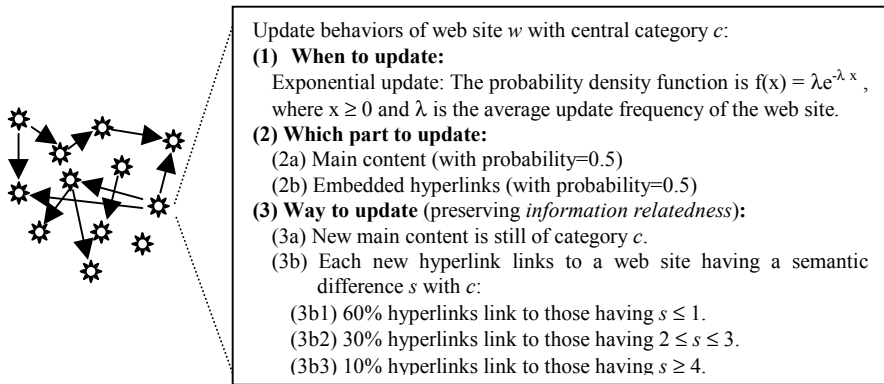 Update behaviors of web site w with central category c:
(1) When to update:
Exponential update: The probability density function is f(x) = λe^-λ x ,
where x ≥ 0 and λ is the average update frequency of the web site.
(2) Which part to update:
(2a) Main content (with probability=0.5)
(2b) Embedded hyperlinks (with probability=0.5)
(3) Way to update (preserving information relatedness):
(3a) New main content is still of category c.
(3b) Each new hyperlink links to a web site having a semantic
difference s with c:
(3b1) 60% hyperlinks link to those having s ≤ 1.
(3b2) 30% hyperlinks link to those having 2 ≤ s ≤ 3.
(3b3) 10% hyperlinks link to those having s ≥ 4.